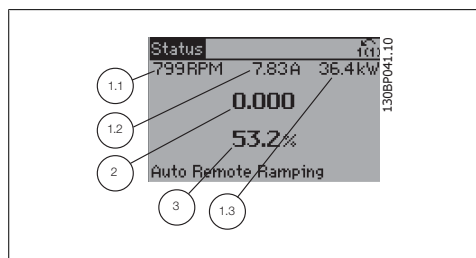 Status
1(1)
799RPM 7.83A 36.4kW
0.000
53.2%
Auto Remote Ramping
1.1
1.2
2
3
1.3
130BP041.10